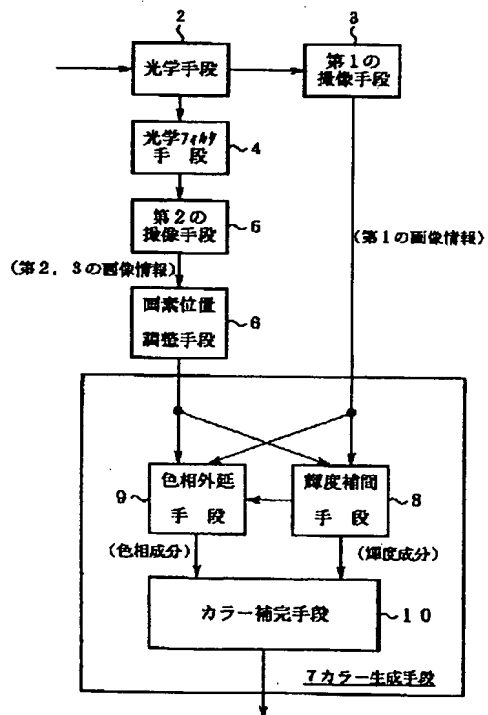 2
3
光学手段
第1の
撮像手段
光学フィルタ
手 段
4
第2の
撮像手段
5
(第1の画像情報)
(第2，3の画像情報)
画素位置
調整手段
6
色相外延
手 段
9
輝度補間
手 段
8
(色相成分)
(輝度成分)
カラー補完手段
10
7カラー生成手段